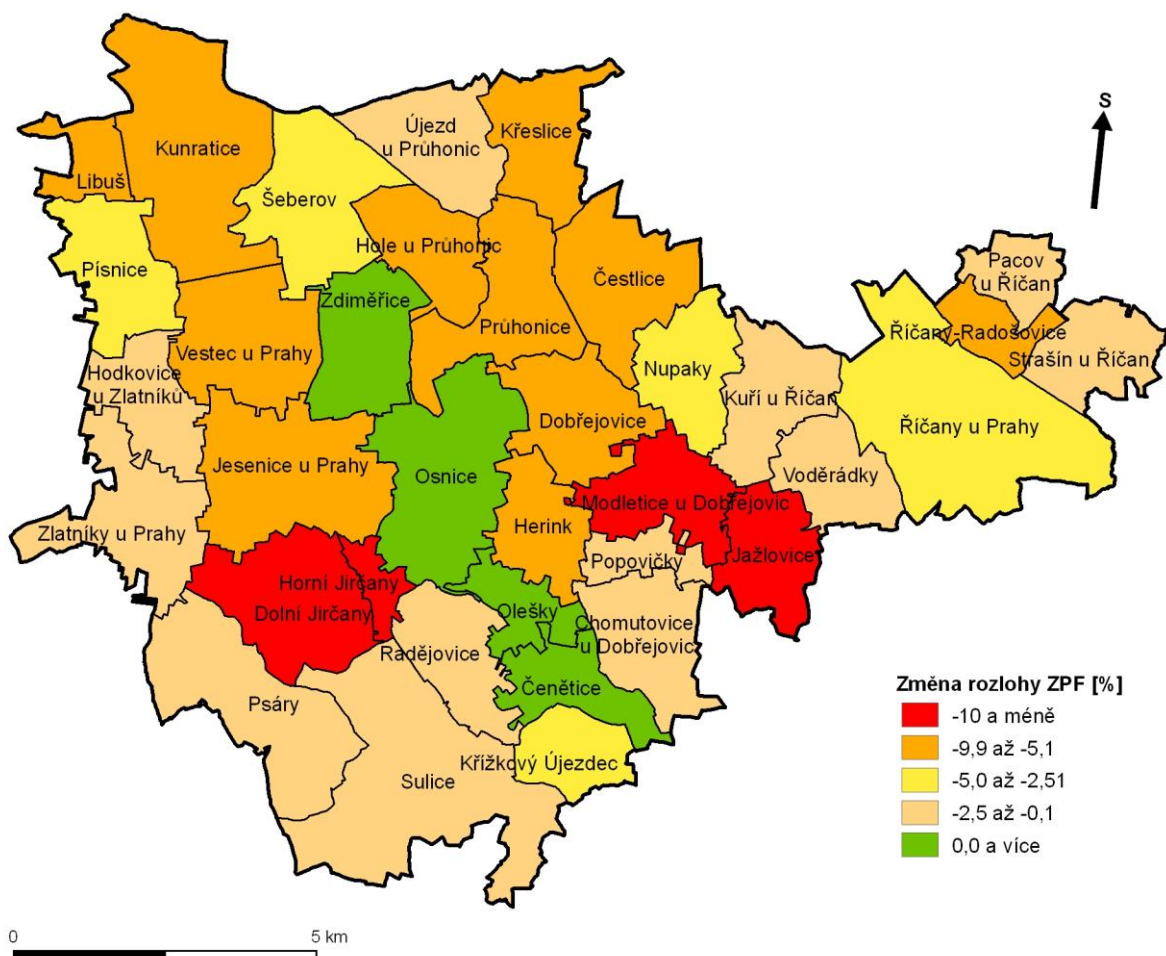 S
Újezd
u Průhonic
Křeslice
Kunratice
Libuš
Šeberov
Písnice
Hole u Průhonic
Čestlice
Pacov
u Říčan
Zdiměřice
Průhonice
Říčany-Radošovice
Strašín u Říčan
Vestec u Prahy
Nupaky
Hodkovice
u Zlatníků
Kuří u Říčan
Dobřejovice
Říčany u Prahy
Jesenice u Prahy
Osnice
Voděrádky
Modletice u Dobřejovic
Herink
Zlatníky u Prahy
Popovičky
Jažlovice
Horní Jirčany
Dolní Jirčany
Olešky
Chomutovice
u Dobřejovic
Radějovice
Čenětice
Psáry
Křížkový Újezdec
Sulice
Změna rozlohy ZPF [%]
-10 a méně
-9,9 až -5,1
-5,0 až -2,51
-2,5 až -0,1
0,0 a více
0 5 km